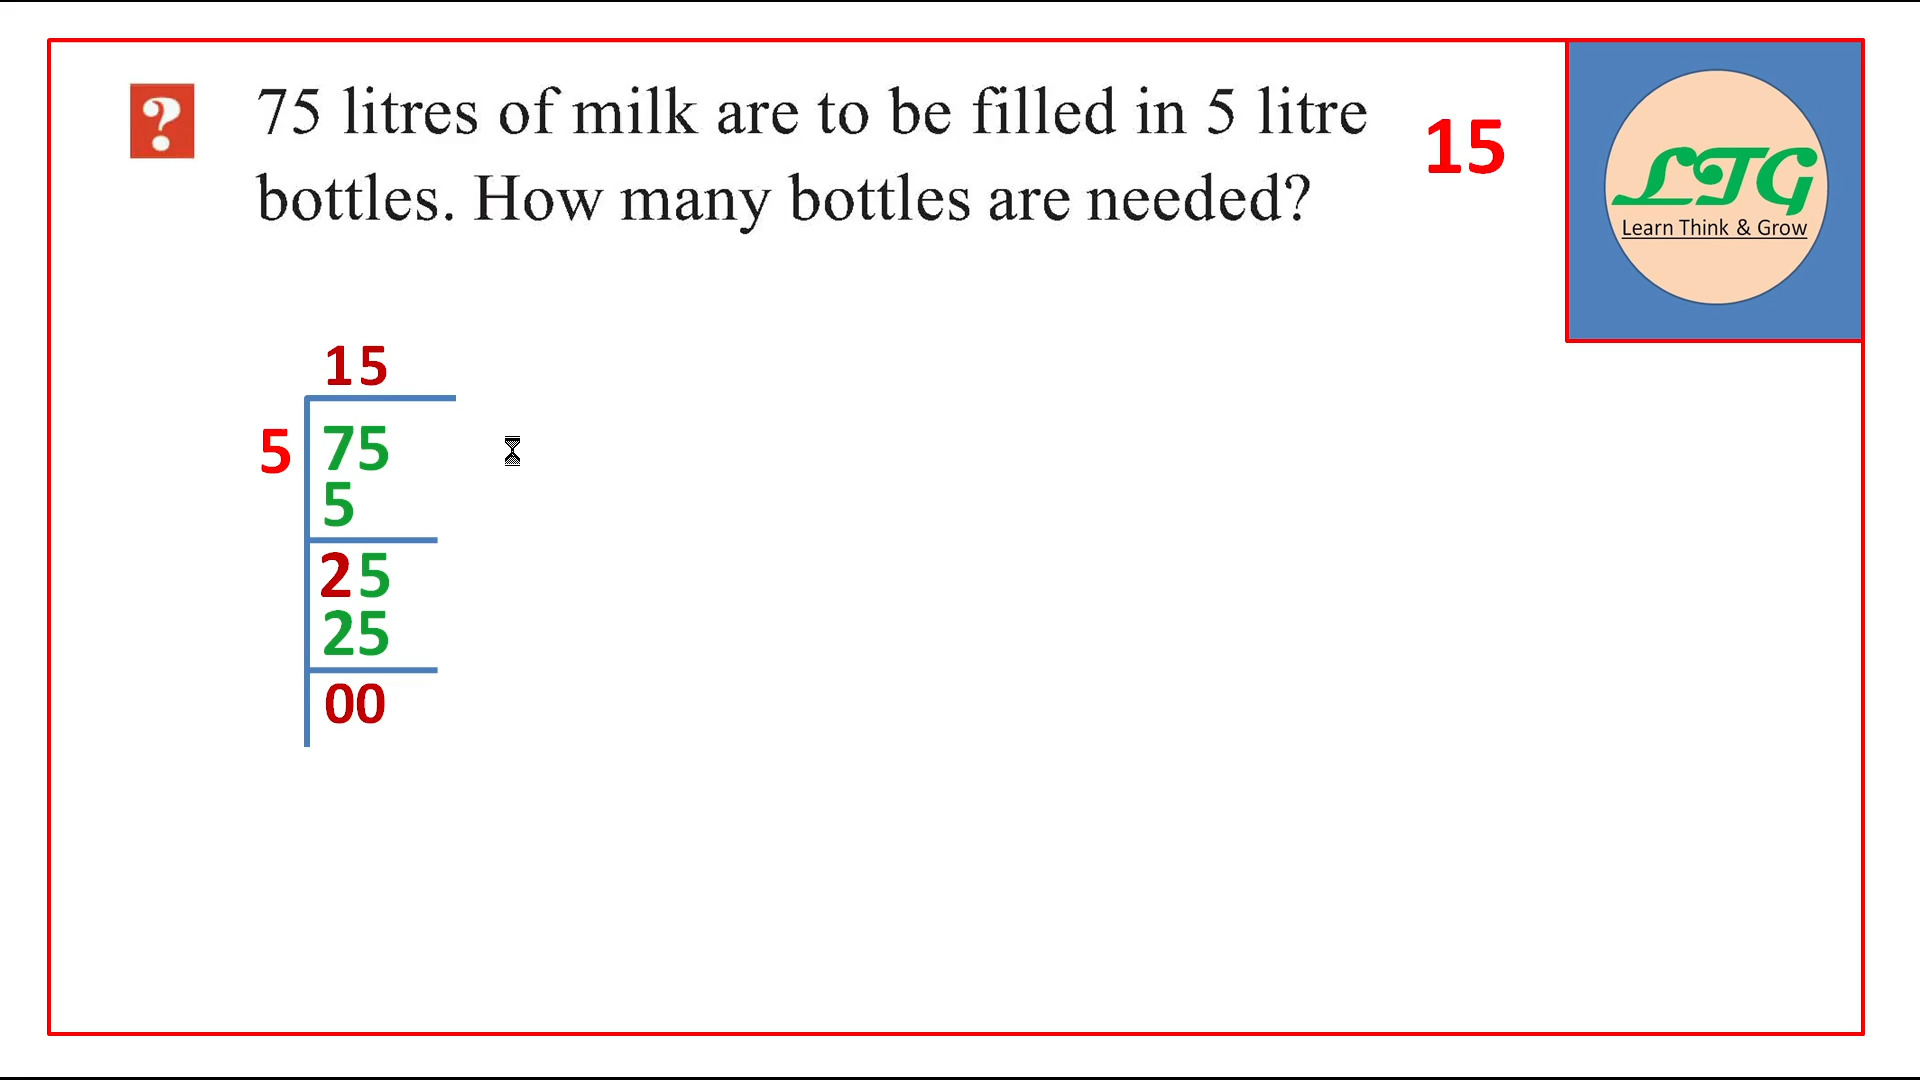 ?
75 litres of milk are to be filled in 5 litre
bottles. How many bottles are needed?
15
LTG
Learn Think & Grow
15
5 75
5
25
25
00